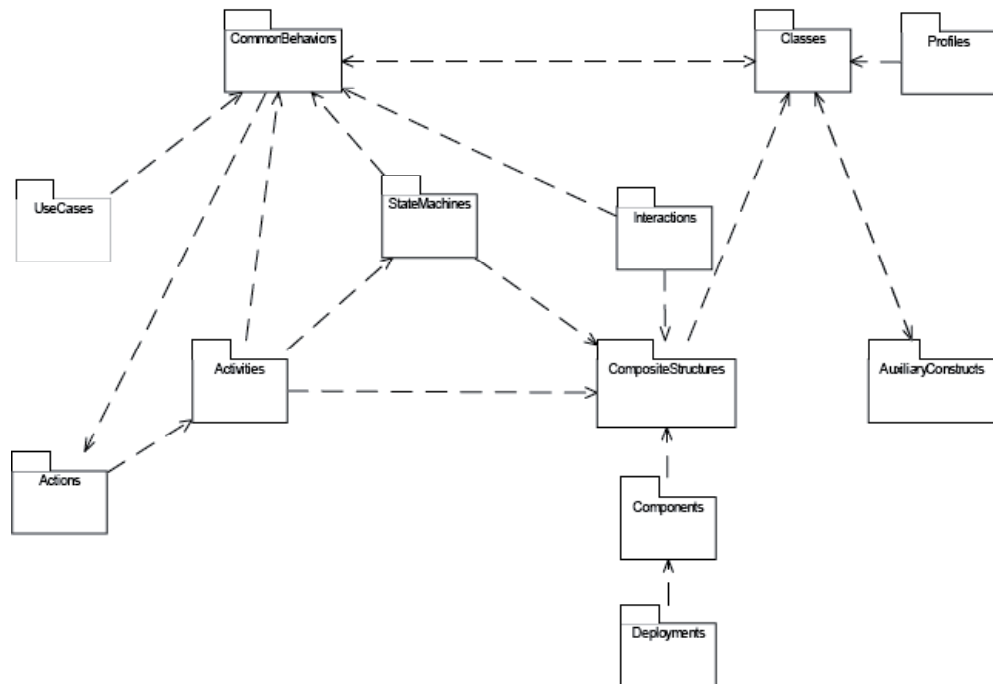 CommonBehaviors
Classes
Profiles
UseCases
StateMachines
Interactions
Activities
CompositeStructures
AuxiliaryConstructs
Actions
Components
Deployments